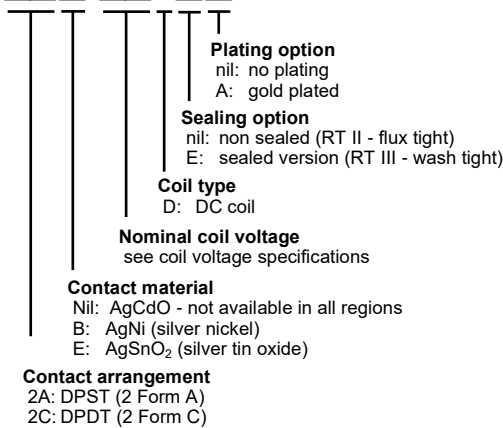 Plating option
nil: no plating
A: gold plated
Sealing option
nil: non sealed (RT II - flux tight)
E: sealed version (RT III - wash tight)
Coil type
D: DC coil
Nominal coil voltage
see coil voltage specifications
Contact material
Nil: AgCdO - not available in all regions
B: AgNi (silver nickel)
E: AgSnO₂ (silver tin oxide)
Contact arrangement
2A: DPST (2 Form A)
2C: DPDT (2 Form C)